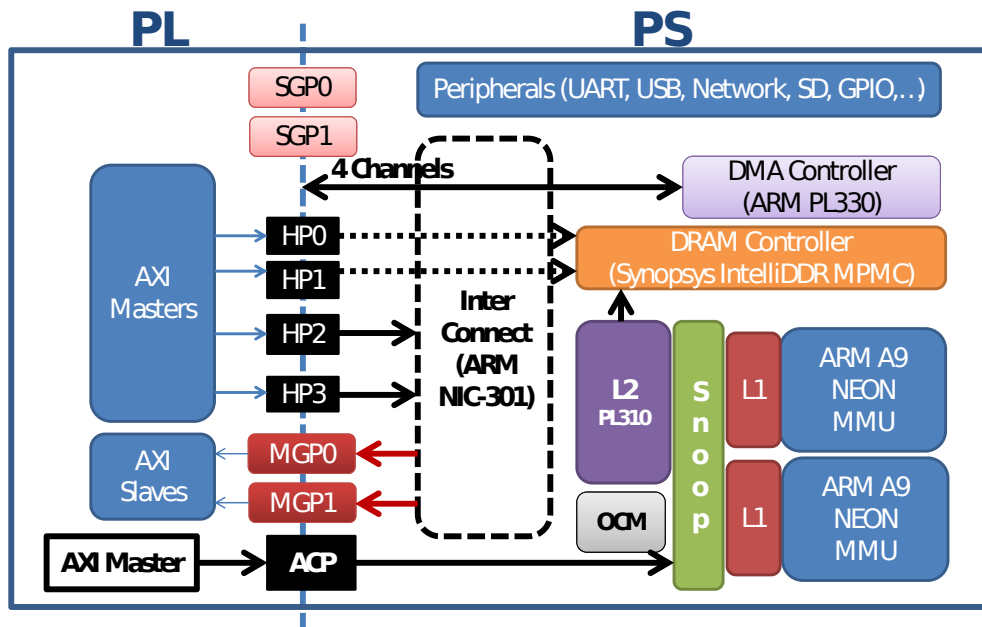 PL
PS
SGP0
Peripherals (UART, USB, Network, SD, GPIO,…)
SGP1
4 Channels
DMA Controller
(ARM PL330)
HP0
DRAM Controller
(Synopsys IntelliDDR MPMC)
HP1
AXI
Masters
Inter
Connect
(ARM
NIC-301)
HP2
HP3
L2
PL310
Snoop
L1
ARM A9
NEON
MMU
MGP0
AXI
Slaves
MGP1
OCM
L1
ARM A9
NEON
MMU
AXI Master
ACP